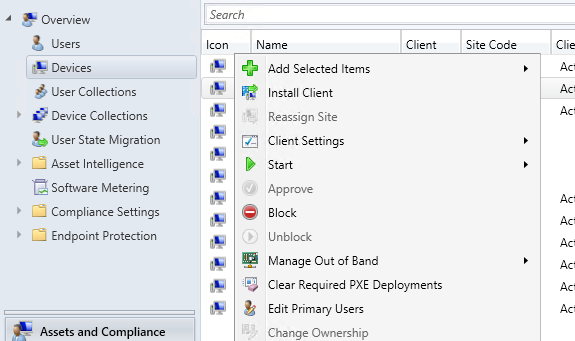 Overview
Users
Devices
User Collections
Device Collections
User State Migration
Asset Intelligence
Software Metering
Compliance Settings
Endpoint Protection
Assets and Compliance
Search
Icon Name Client Site Code Clie
Add Selected Items Act
Install Client Act
Reassign Site Act
Client Settings
Start
Approve
Block Act
Unblock Act
Manage Out of Band Act
Clear Required PXE Deployments Act
Edit Primary Users Act
Change Ownership Act